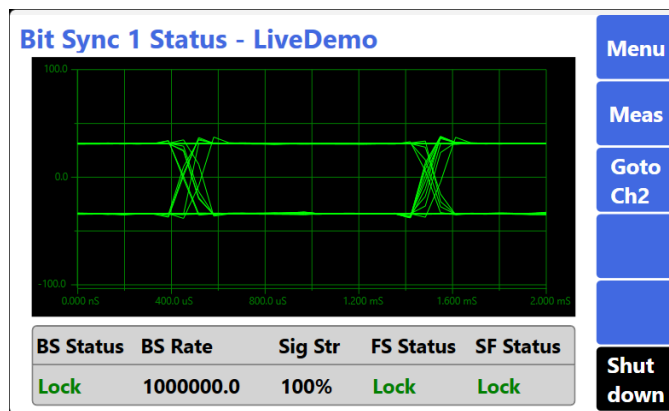 Bit Sync 1 Status - LiveDemo
100.0
0.0
-100.0
0.000 nS 400.0 uS 800.0 uS 1.200 mS 1.600 mS 2.000 mS
BS Status BS Rate Sig Str FS Status SF Status
Lock 1000000.0 100% Lock Lock
Menu
Meas
Goto
Ch2
Shut
down